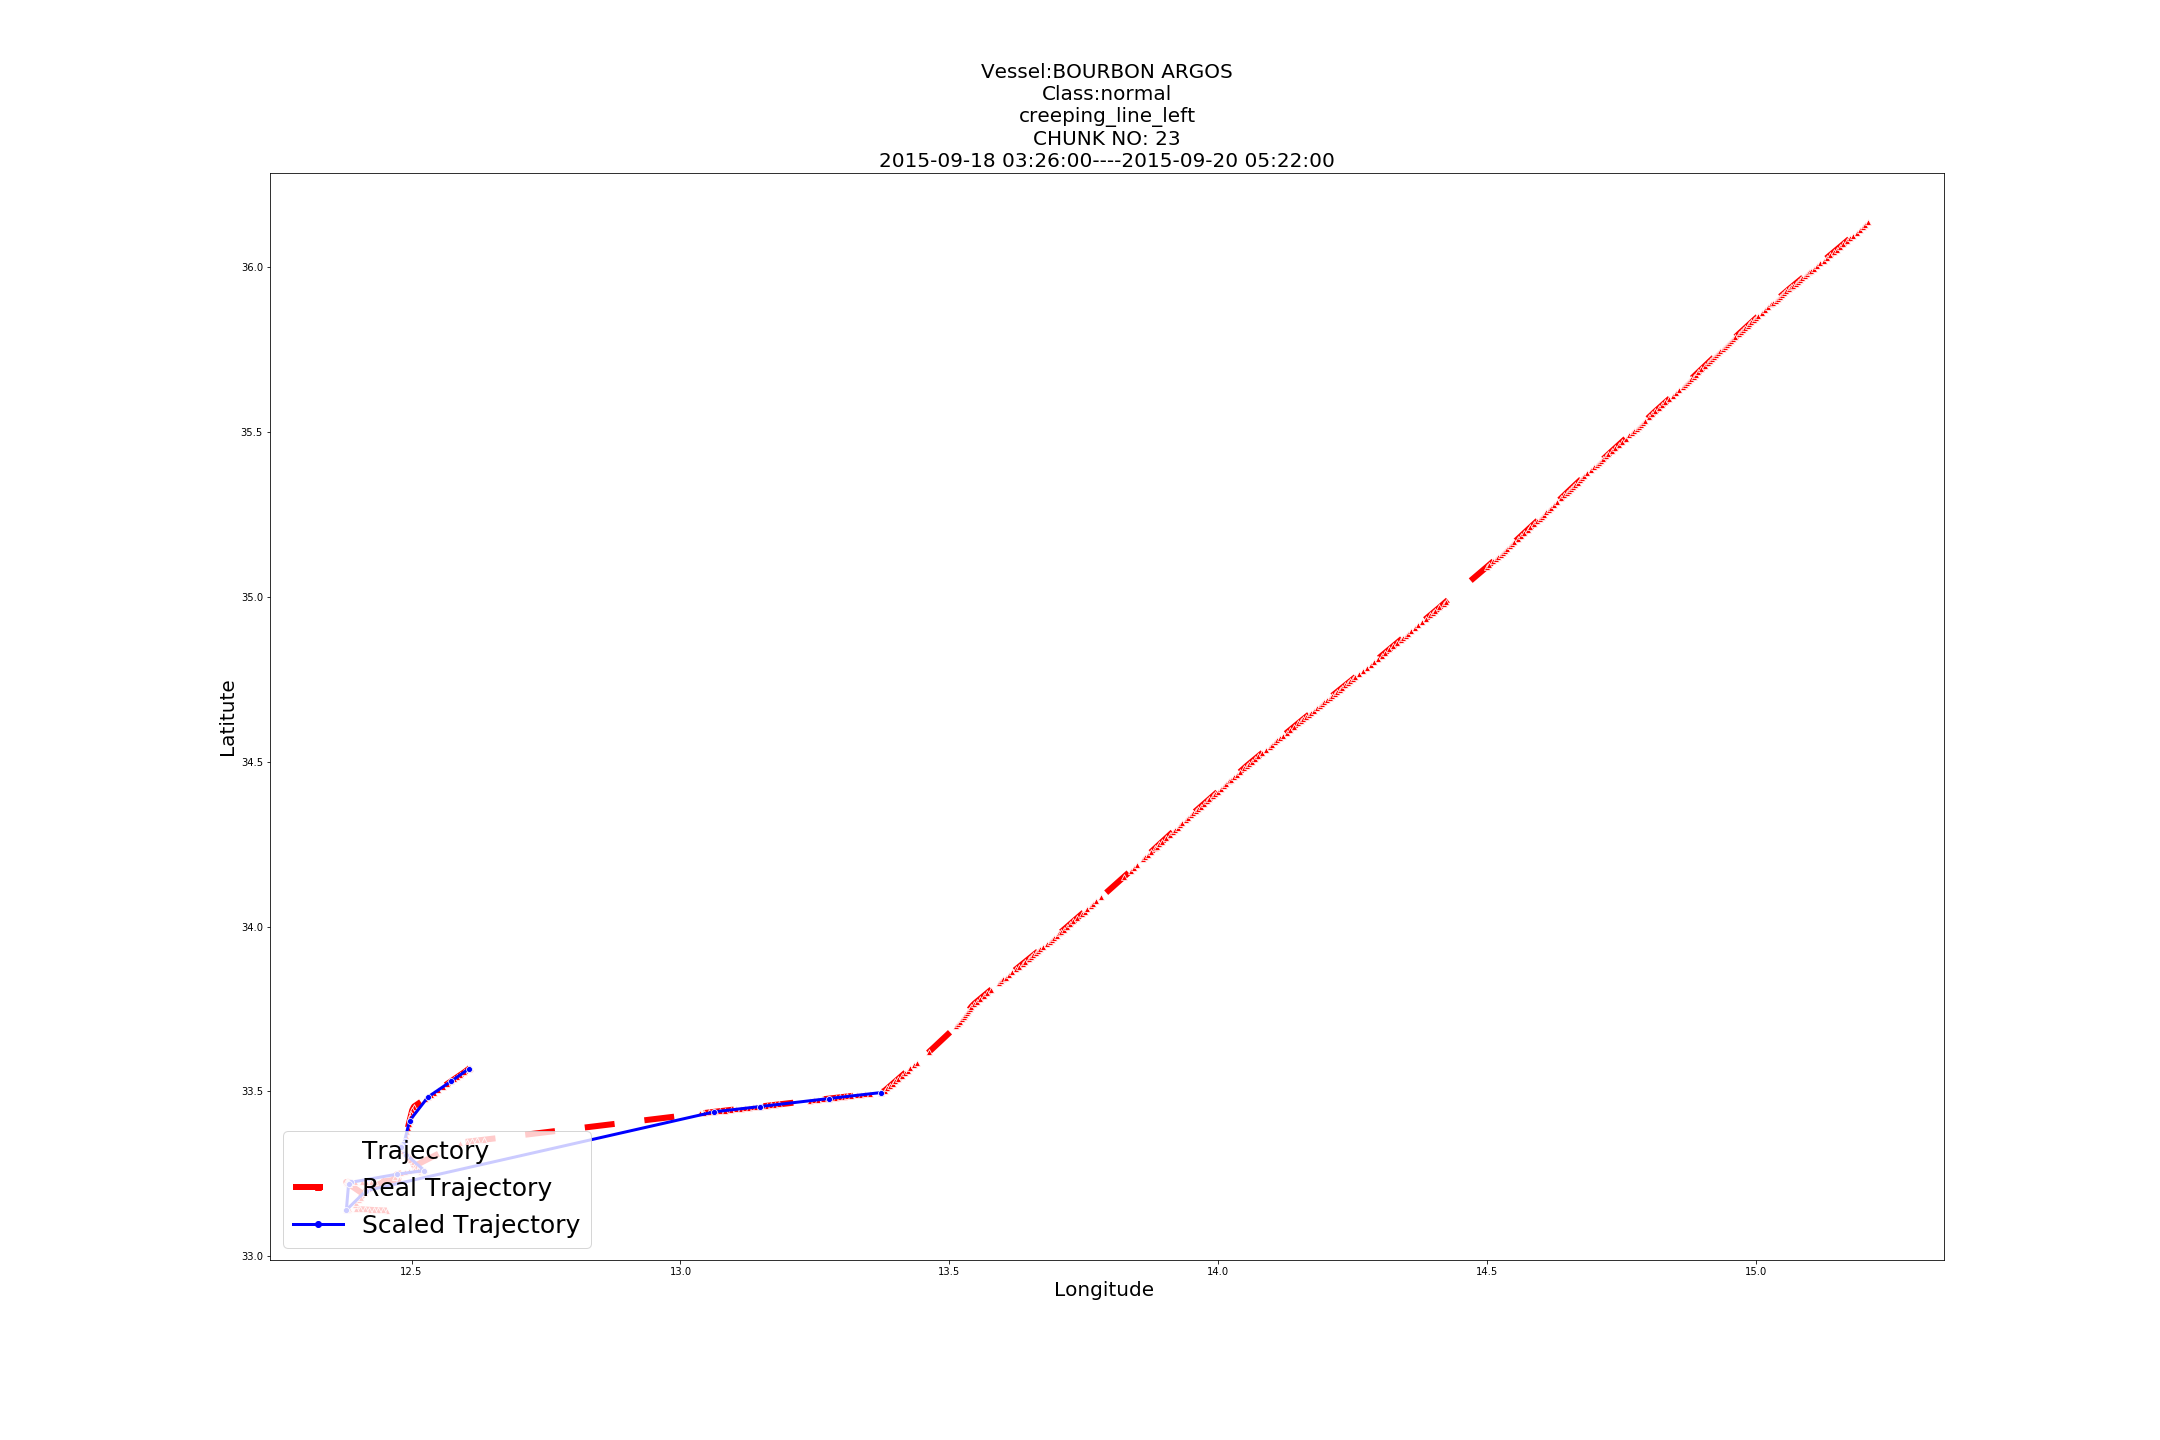 Vessel:BOURBON ARGOS
Class:normal
creeping_line_left
CHUNK NO: 23
2015-09-18 03:26:00----2015-09-20 05:22:00
36.0
35.5
35.0
34.5
34.0
33.5
33.0
Latitute
Trajectory
Real Trajectory
Scaled Trajectory
12.5 13.0 13.5 14.0 14.5 15.0
Longitude